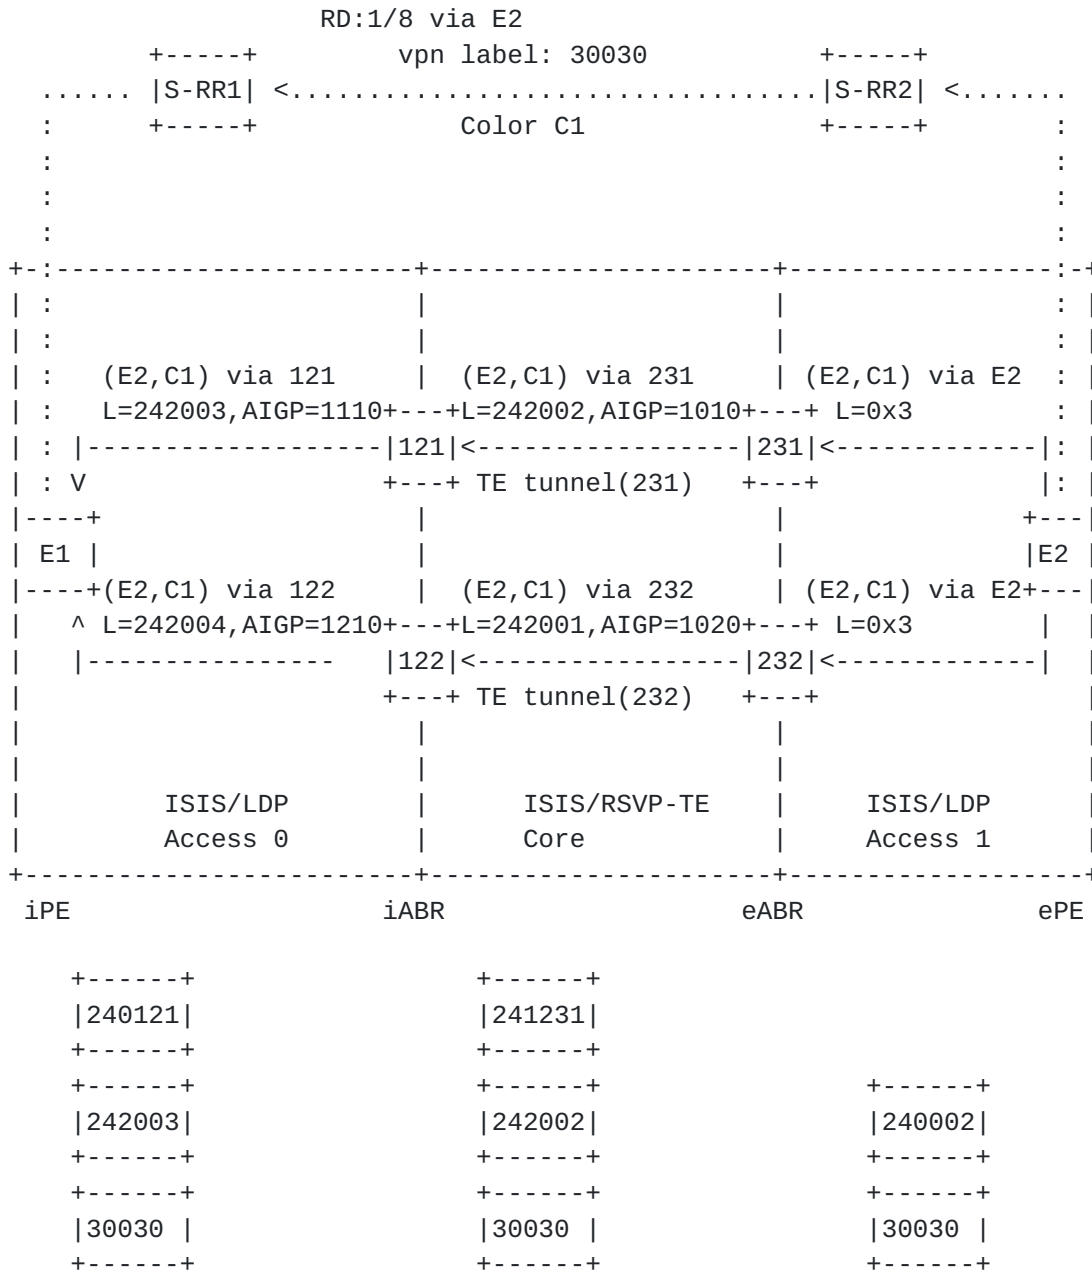 RD:1/8 via E2
         +-----+         vpn label: 30030           +-----+
  ...... |S-RR1| <..................................|S-RR2| <.......
  :      +-----+             Color C1               +-----+        :
  :                                                                :
  :                                                                :
  :                                                                :
+-:-----------------------+----------------------+-----------------:-+
| :                       |                      |                 : |
| :                       |                      |                 : |
| :   (E2,C1) via 121     |  (E2,C1) via 231     | (E2,C1) via E2  : |
| :   L=242003,AIGP=1110+---+L=242002,AIGP=1010+---+ L=0x3         : |
| : |-------------------|121|<-----------------|231|<-------------|: |
| : V                   +---+ TE tunnel(231)   +---+              |: |
|----+                    |                      |               +---|
| E1 |                    |                      |               |E2 |
|----+(E2,C1) via 122     |  (E2,C1) via 232     | (E2,C1) via E2+---|
|   ^ L=242004,AIGP=1210+---+L=242001,AIGP=1020+---+ L=0x3        |  |
|   |----------------   |122|<-----------------|232|<-------------|  |
|                       +---+ TE tunnel(232)   +---+                 |
|                         |                      |                   |
|                         |                      |                   |
|         ISIS/LDP        |      ISIS/RSVP-TE    |     ISIS/LDP      |
|         Access 0        |      Core            |     Access 1      |
+-------------------------+----------------------+-------------------+
 iPE                    iABR                   eABR               ePE
    +------+                  +------+
    |240121|                  |241231|
    +------+                  +------+
    +------+                  +------+                 +------+
    |242003|                  |242002|                 |240002|
    +------+                  +------+                 +------+
    +------+                  +------+                 +------+
    |30030 |                  |30030 |                 |30030 |
    +------+                  +------+                 +------+